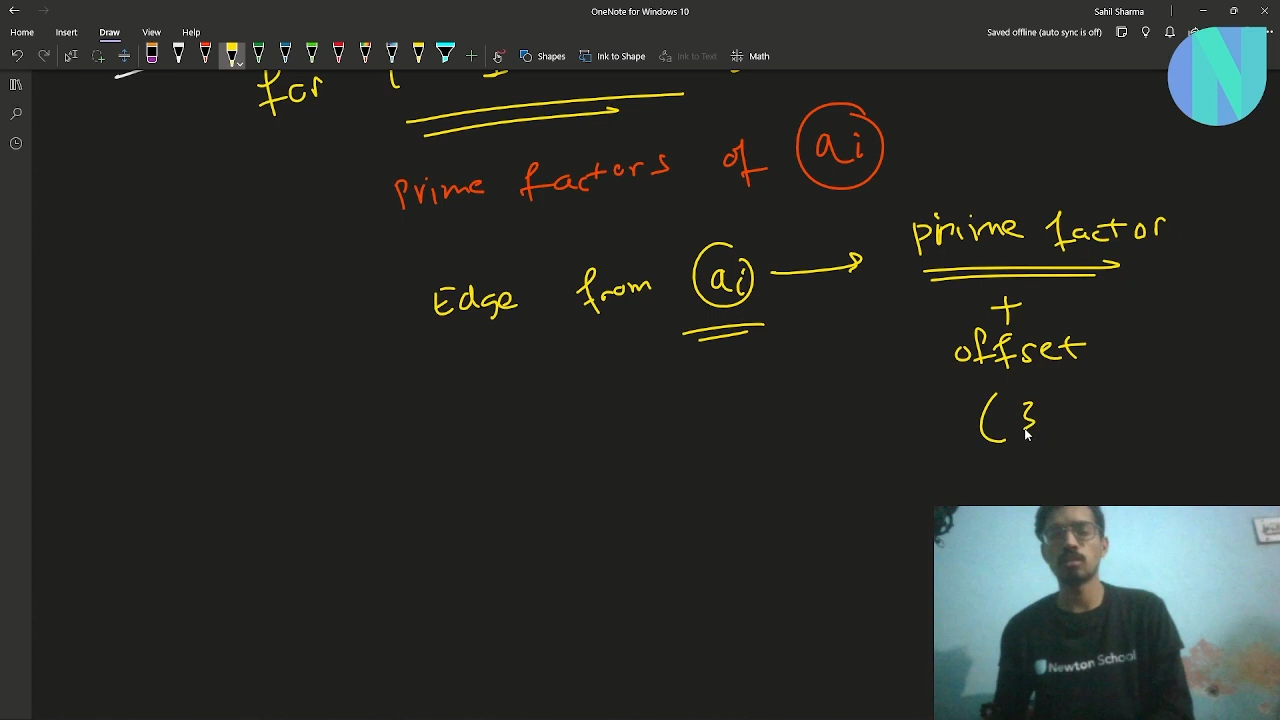 OneNote for Windows 10
Sahil Sharma
Home Insert Draw View Help
Saved offline (auto sync is off)
Shapes Ink to Shape Ink to Text Math
for
Prime factors of ai
Edge from ai → prime factor
+
offset
( 3
Newton School